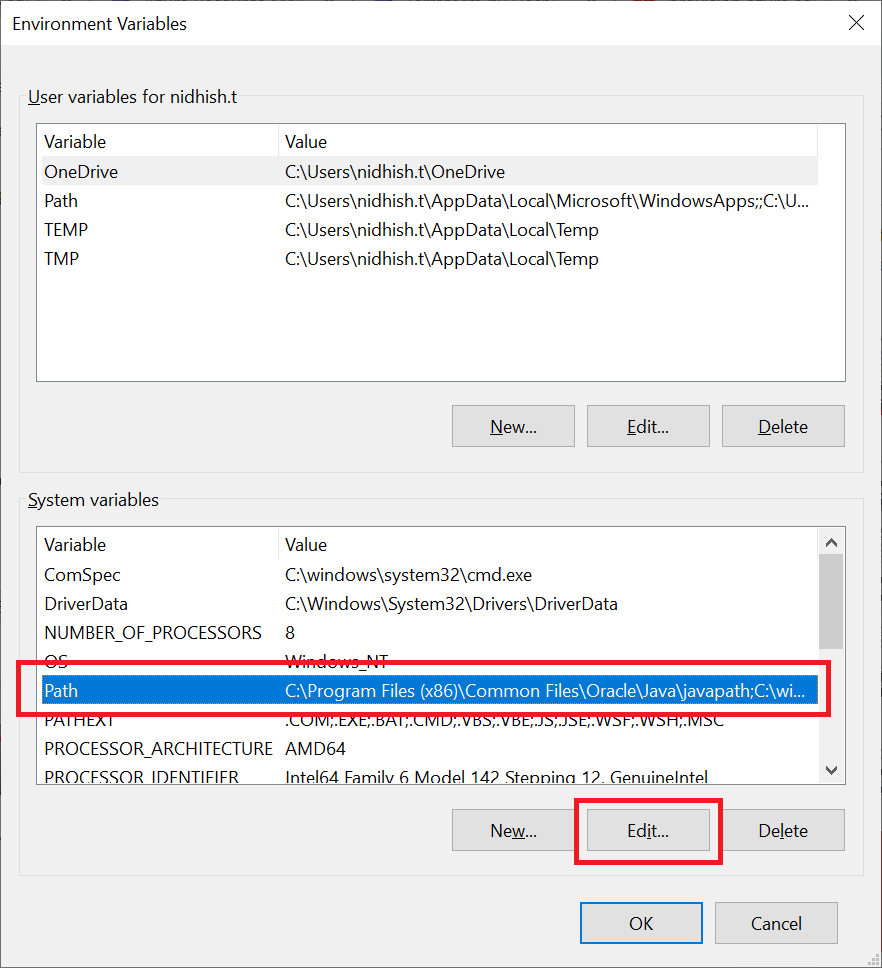 Environment Variables
User variables for nidhish.t
Variable Value
OneDrive C:\Users\nidhish.t\OneDrive
Path C:\Users\nidhish.t\AppData\Local\Microsoft\WindowsApps;;C:\U...
TEMP C:\Users\nidhish.t\AppData\Local\Temp
TMP C:\Users\nidhish.t\AppData\Local\Temp
New... Edit... Delete
System variables
Variable Value
ComSpec C:\windows\system32\cmd.exe
DriverData C:\Windows\System32\Drivers\DriverData
NUMBER_OF_PROCESSORS 8
OS Windows_NT
Path C:\Program Files (x86)\Common Files\Oracle\Java\javapath;C:\wi...
PATHEXT .COM;.EXE;.BAT;.CMD;.VBS;.VBE;.JS;.JSE;.WSF;.WSH;.MSC
PROCESSOR_ARCHITECTURE AMD64
PROCESSOR_IDENTIFIER Intel64 Family 6 Model 142 Stepping 12, GenuineIntel
New... Edit... Delete
OK Cancel